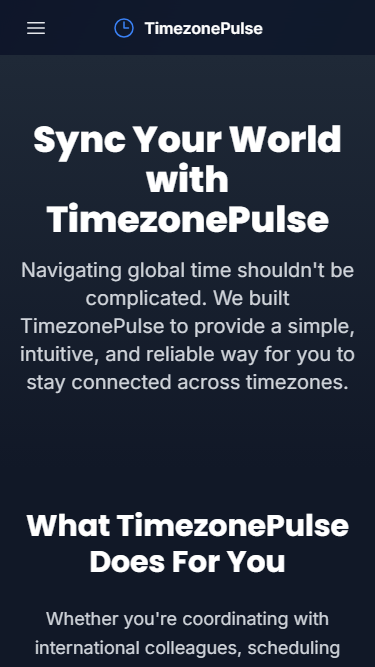 TimezonePulse
Sync Your World
with
TimezonePulse
Navigating global time shouldn't be
complicated. We built
TimezonePulse to provide a simple,
intuitive, and reliable way for you to
stay connected across timezones.
What TimezonePulse
Does For You
Whether you're coordinating with
international colleagues, scheduling